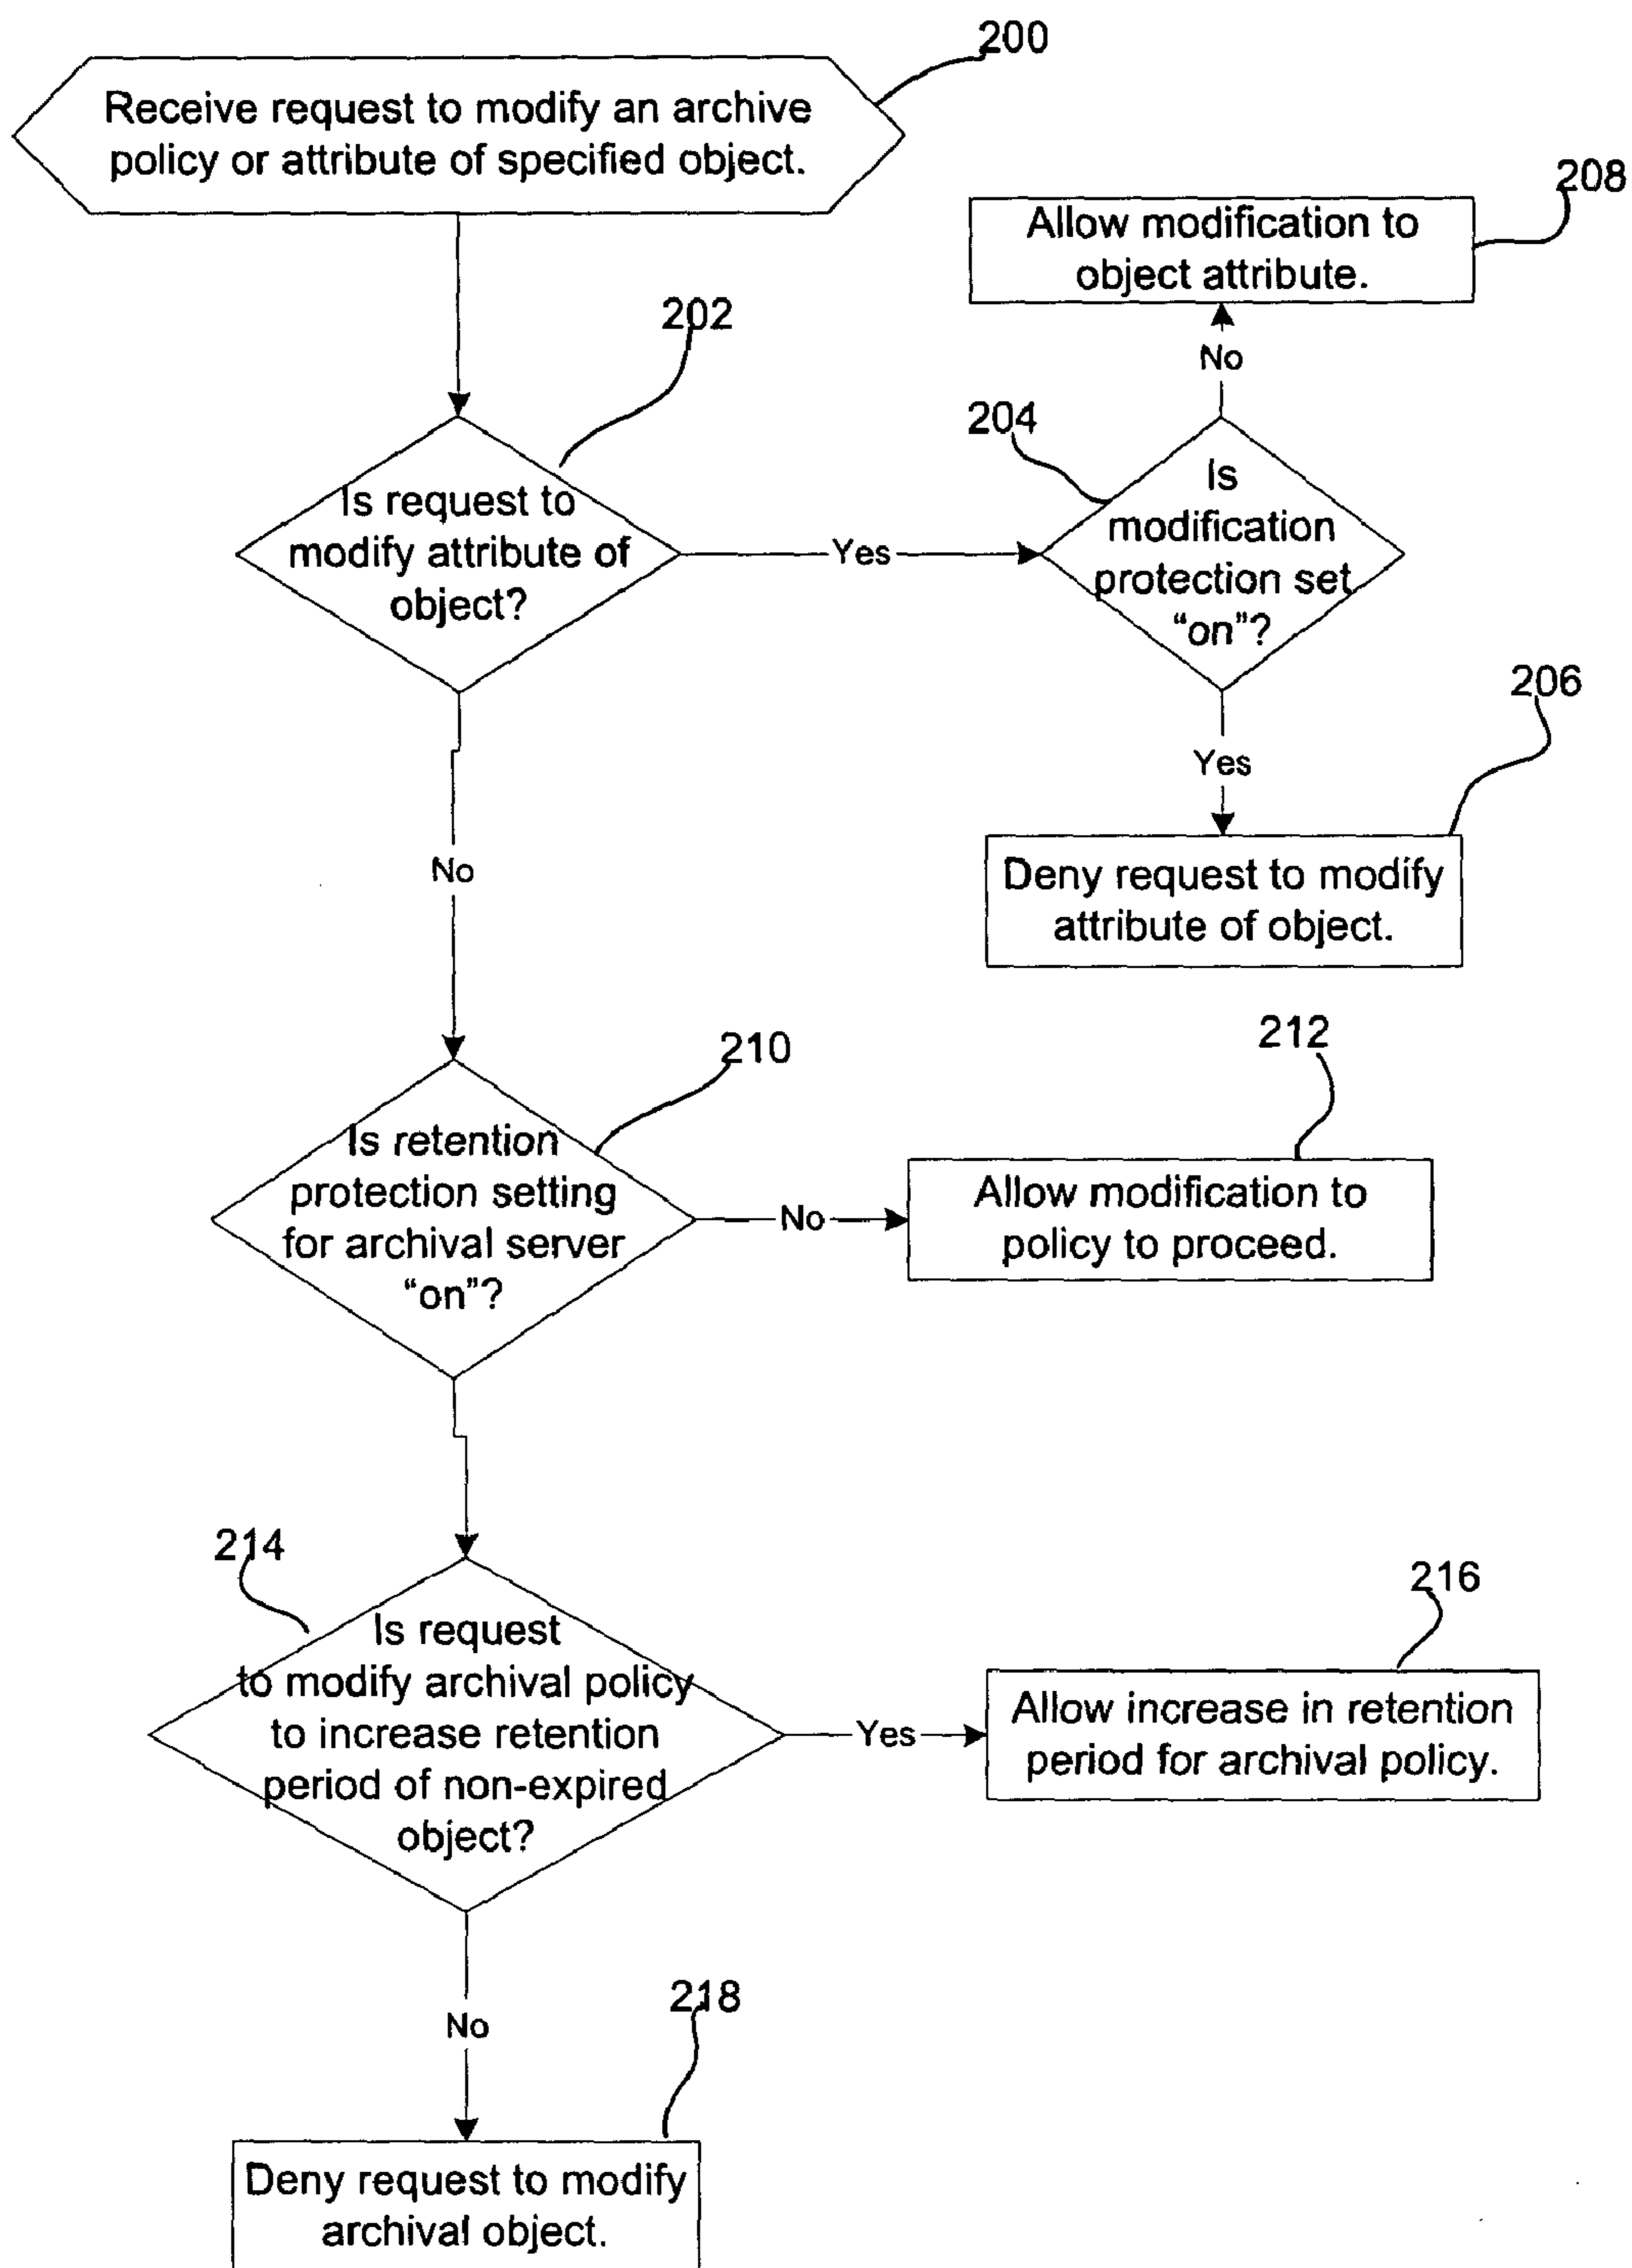 200
Receive request to modify an archive
policy or attribute of specified object.
208
Allow modification to
object attribute.
No
202
204
Is request to
modify attribute of
object?
Yes
Is
modification
protection set
“on”?
206
Yes
Deny request to modify
attribute of object.
No
210
212
Is retention
protection setting
for archival server
“on”?
No
Allow modification to
policy to proceed.
214
216
Is request
to modify archival policy
to increase retention
period of non-expired
object?
Yes
Allow increase in retention
period for archival policy.
No
218
Deny request to modify
archival object.